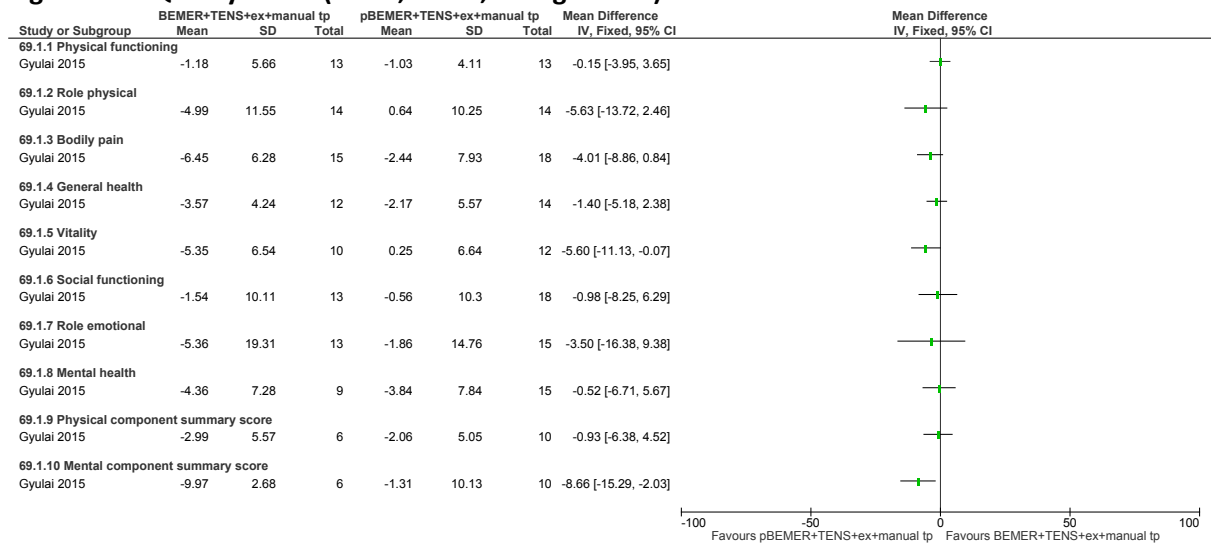 BEMER+TENS+ex+manual tp pBEMER+TENS+ex+manual tp Mean Difference Mean Difference
Study or Subgroup Mean SD Total Mean SD Total IV, Fixed, 95% CI IV, Fixed, 95% CI
69.1.1 Physical functioning
Gyulai 2015 -1.18 5.66 13 -1.03 4.11 13 -0.15 [-3.95, 3.65]
69.1.2 Role physical
Gyulai 2015 -4.99 11.55 14 0.64 10.25 14 -5.63 [-13.72, 2.46]
69.1.3 Bodily pain
Gyulai 2015 -6.45 6.28 15 -2.44 7.93 18 -4.01 [-8.86, 0.84]
69.1.4 General health
Gyulai 2015 -3.57 4.24 12 -2.17 5.57 14 -1.40 [-5.18, 2.38]
69.1.5 Vitality
Gyulai 2015 -5.35 6.54 10 0.25 6.64 12 -5.60 [-11.13, -0.07]
69.1.6 Social functioning
Gyulai 2015 -1.54 10.11 13 -0.56 10.3 18 -0.98 [-8.25, 6.29]
69.1.7 Role emotional
Gyulai 2015 -5.36 19.31 13 -1.86 14.76 15 -3.50 [-16.38, 9.38]
69.1.8 Mental health
Gyulai 2015 -4.36 7.28 9 -3.84 7.84 15 -0.52 [-6.71, 5.67]
69.1.9 Physical component summary score
Gyulai 2015 -2.99 5.57 6 -2.06 5.05 10 -0.93 [-6.38, 4.52]
69.1.10 Mental component summary score
Gyulai 2015 -9.97 2.68 6 -1.31 10.13 10 -8.66 [-15.29, -2.03]
-100 -50 0 50 100
Favours pBEMER+TENS+ex+manual tp Favours BEMER+TENS+ex+manual tp